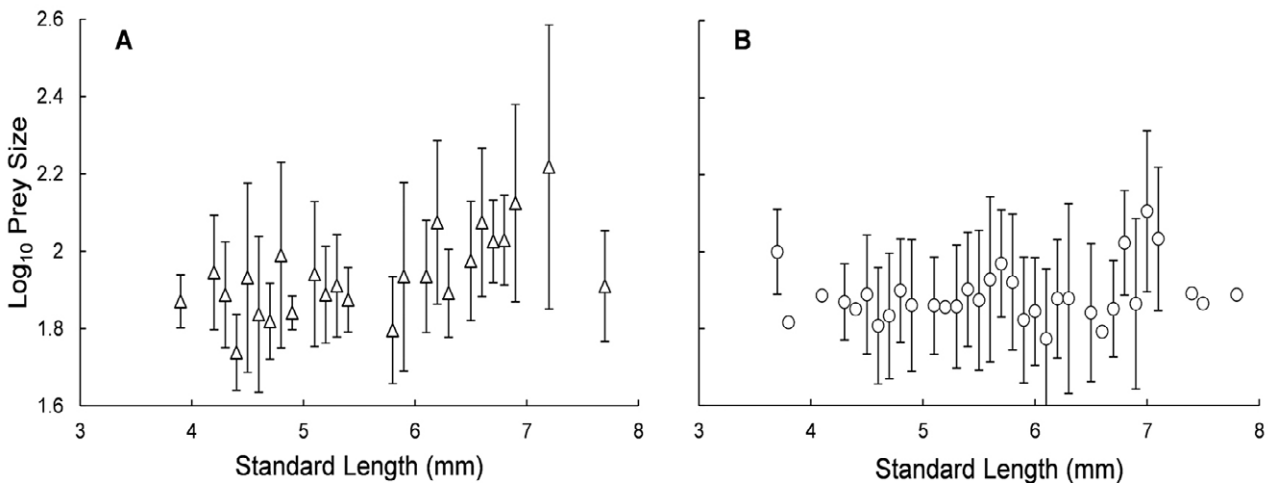 A
B
Log10 Prey Size
2.6
2.4
2.2
2
1.8
1.6
3 4 5 6 7 8
3 4 5 6 7 8
Standard Length (mm)
Standard Length (mm)